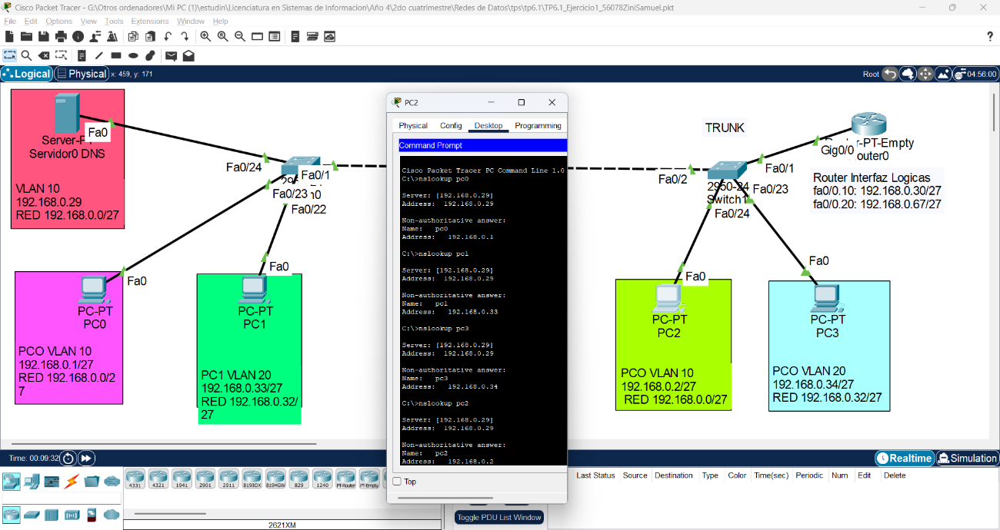 Cisco Packet Tracer - G:\Otros ordenadores\Mi PC (1)\estudin\Licenciatura en Sistemas de Informacion\Año 4\2do cuatrimestre\Redes de Datos\tps\tp6.1\TP6.1_Ejercicio1_56078ZiniSamuel.pkt
File Edit Options View Tools Extensions Window Help
?
Logical Physical x: 459, y: 171
Root 04:56:00
Fa0
Servidor0 DNS
VLAN 10
192.168.0.29
RED 192.168.0.0/27
Fa0/24
Fa0/1
Fa0/23
Fa0/22
Fa0
PC-PT
PC0
PCO VLAN 10
192.168.0.1/27
RED 192.168.0.0/2
7
Fa0
PC-PT
PC1
PC1 VLAN 20
192.168.0.33/27
RED 192.168.0.32/
27
PC2
Physical Config Desktop Programming
Command Prompt
Cisco Packet Tracer PC Command Line 1.0
C:\>nslookup pc0
Server: [192.168.0.29]
Address: 192.168.0.29
Non-authoritative answer:
Name: pc0
Address: 192.168.0.1
C:\>nslookup pc1
Server: [192.168.0.29]
Address: 192.168.0.29
Non-authoritative answer:
Name: pc1
Address: 192.168.0.33
C:\>nslookup pc3
Server: [192.168.0.29]
Address: 192.168.0.29
Non-authoritative answer:
Name: pc3
Address: 192.168.0.34
C:\>nslookup pc2
Server: [192.168.0.29]
Address: 192.168.0.29
Non-authoritative answer:
Name: pc2
Address: 192.168.0.2
Top
TRUNK
-PT-Empty
outer0
Gig0/0
Fa0/2
Fa0/1
2950-24
Switch1
Fa0/23
Fa0/24
Router Interfaz Logicas
fa0/0.10: 192.168.0.30/27
fa0/0.20: 192.168.0.67/27
Fa0
PC-PT
PC2
PCO VLAN 10
192.168.0.2/27
RED 192.168.0.0/27
Fa0
PC-PT
PC3
PCO VLAN 20
192.168.0.34/27
RED 192.168.0.32/27
Time: 00:09:32
Realtime Simulation
4331 4321 1941 2901 2911 819IOX 819HGW 829 1240 PT-Router PT-Empty
2621XM
Last Status Source Destination Type Color Time(sec) Periodic Num Edit Delete
Toggle PDU List Window